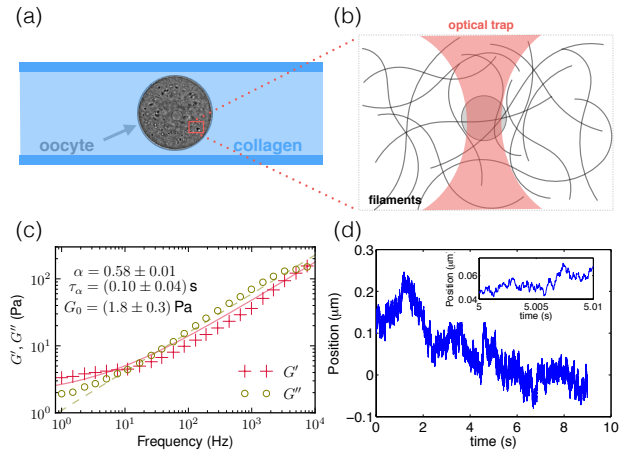 (a)
oocyte
collagen
(b)
optical trap
filaments
(c)
G', G'' (Pa)
10²
10¹
10⁰
α = 0.58 ± 0.01
τ_α = (0.10 ± 0.04) s
G₀ = (1.8 ± 0.3) Pa
+ + G'
○ ○ G''
10⁰ 10¹ 10² 10³ 10⁴
Frequency (Hz)
(d)
Position (μm)
0.3
0.2
0.1
0
−0.1
Position (μm)
0.06
0.04
5 5.005 5.01
time (s)
0 2 4 6 8 10
time (s)